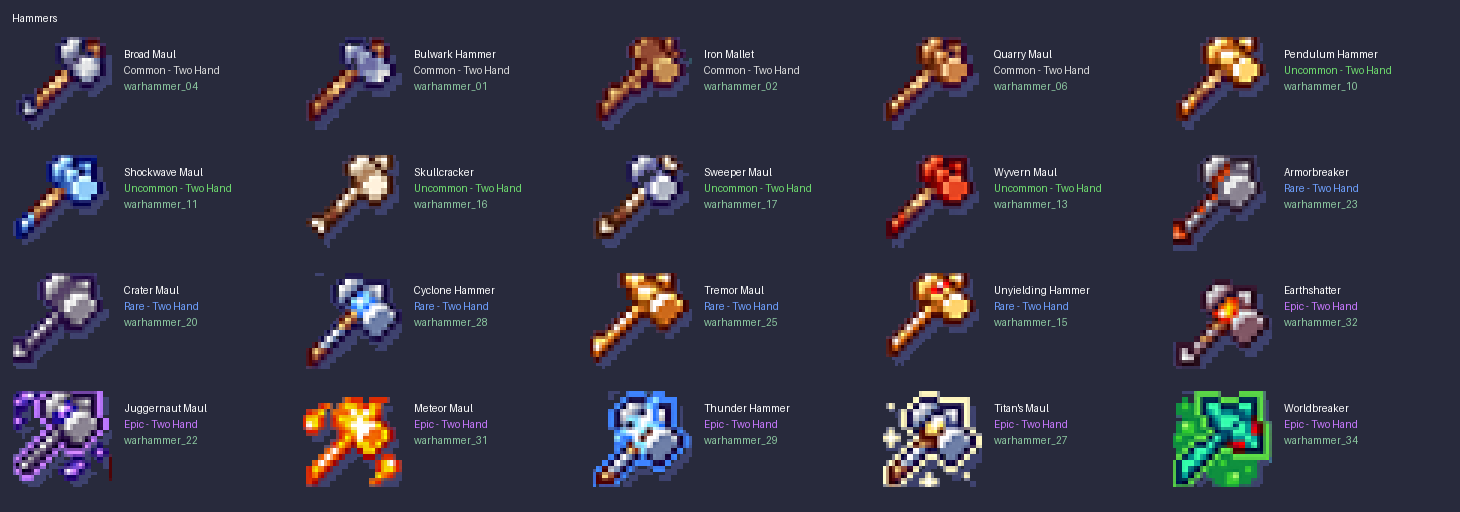 Hammers
Broad Maul
Common - Two Hand
warhammer_04
Bulwark Hammer
Common - Two Hand
warhammer_01
Iron Mallet
Common - Two Hand
warhammer_02
Quarry Maul
Common - Two Hand
warhammer_06
Pendulum Hammer
Uncommon - Two Hand
warhammer_10
Shockwave Maul
Uncommon - Two Hand
warhammer_11
Skullcracker
Uncommon - Two Hand
warhammer_16
Sweeper Maul
Uncommon - Two Hand
warhammer_17
Wyvern Maul
Uncommon - Two Hand
warhammer_13
Armorbreaker
Rare - Two Hand
warhammer_23
Crater Maul
Rare - Two Hand
warhammer_20
Cyclone Hammer
Rare - Two Hand
warhammer_28
Tremor Maul
Rare - Two Hand
warhammer_25
Unyielding Hammer
Rare - Two Hand
warhammer_15
Earthshatter
Epic - Two Hand
warhammer_32
Juggernaut Maul
Epic - Two Hand
warhammer_22
Meteor Maul
Epic - Two Hand
warhammer_31
Thunder Hammer
Epic - Two Hand
warhammer_29
Titan's Maul
Epic - Two Hand
warhammer_27
Worldbreaker
Epic - Two Hand
warhammer_34